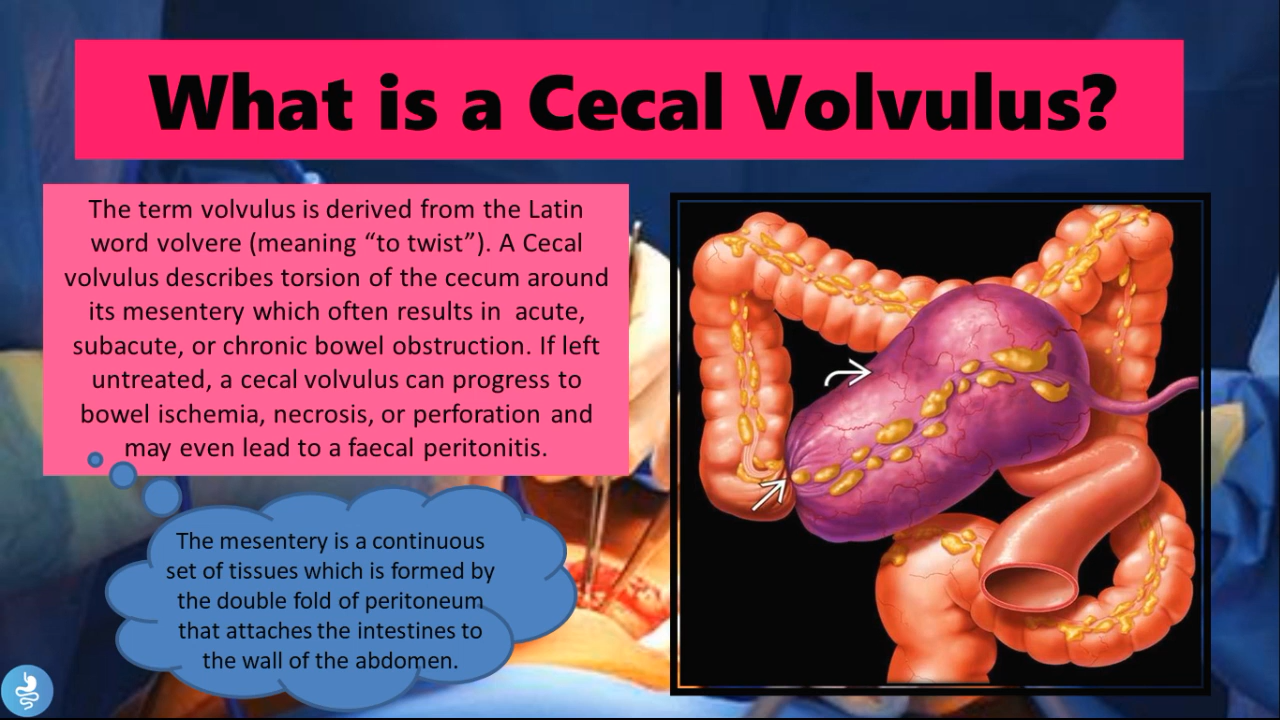 What is a Cecal Volvulus?
The term volvulus is derived from the Latin
word volvere (meaning “to twist”). A Cecal
volvulus describes torsion of the cecum around
its mesentery which often results in  acute,
subacute, or chronic bowel obstruction. If left
untreated, a cecal volvulus can progress to
bowel ischemia, necrosis, or perforation and
may even lead to a faecal peritonitis.
The mesentery is a continuous
set of tissues which is formed by
the double fold of peritoneum
that attaches the intestines to
the wall of the abdomen.